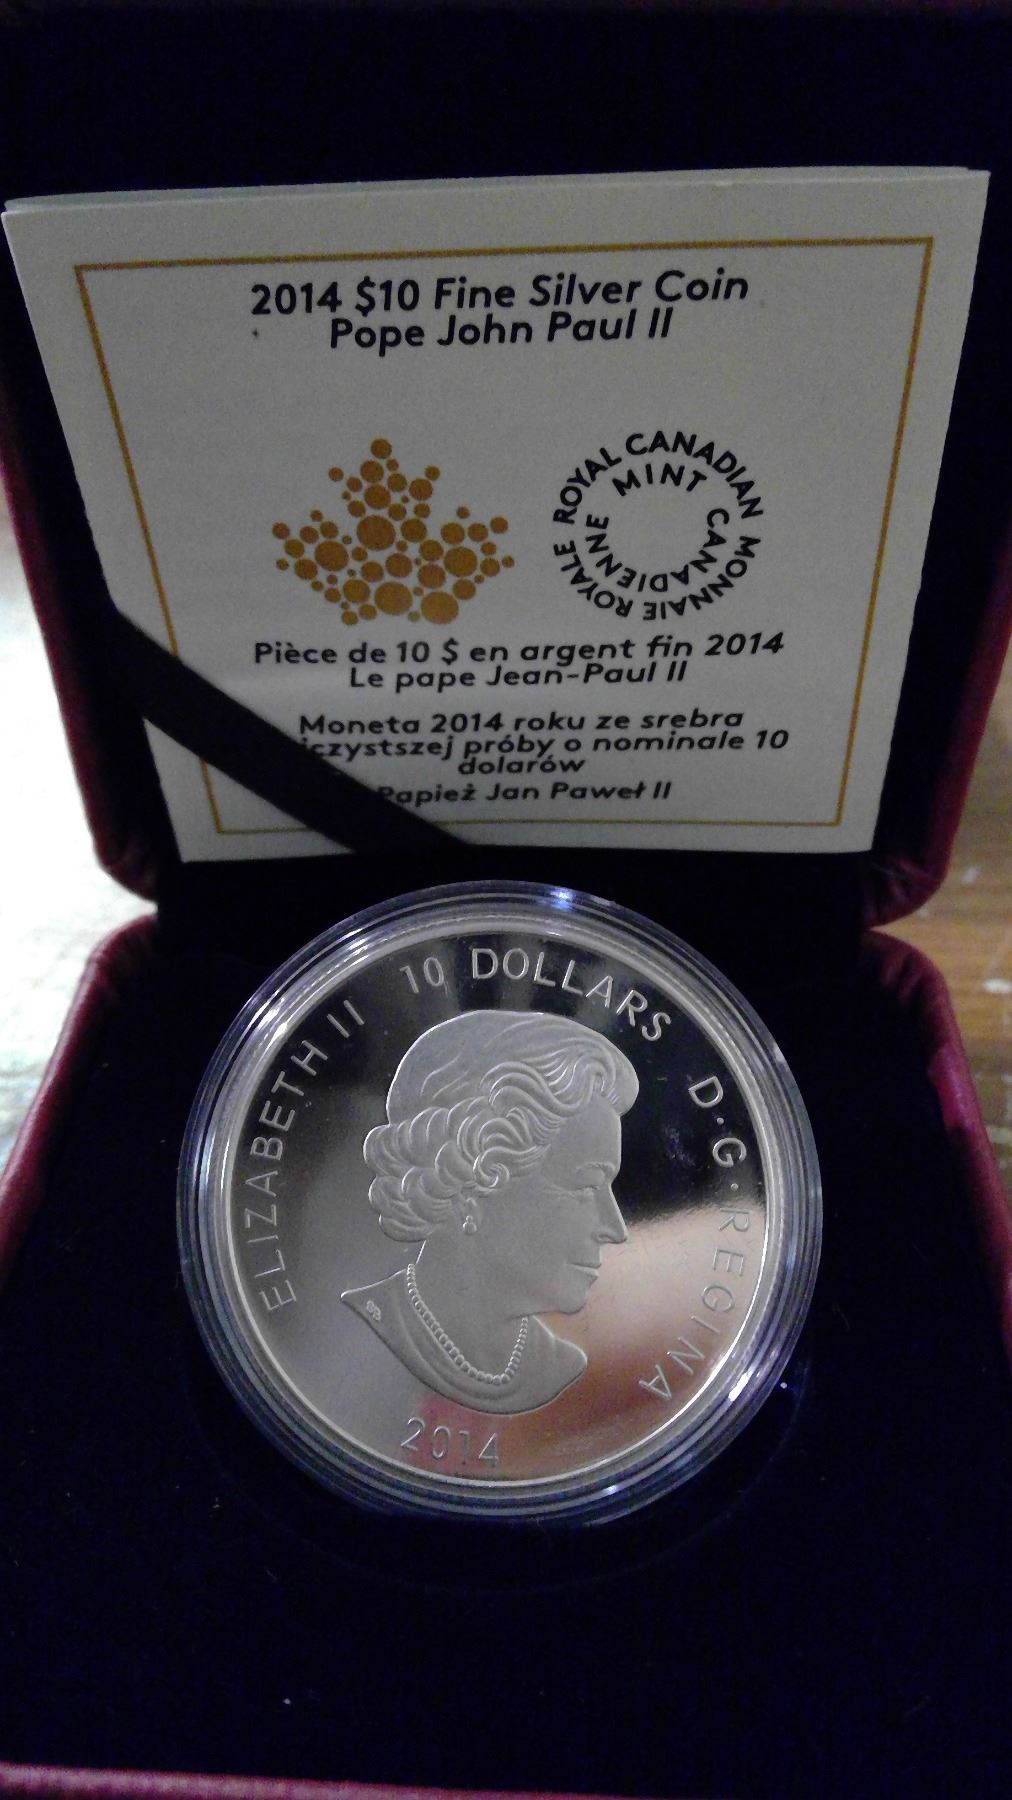 2014 $10 Fine Silver Coin
Pope John Paul II
ROYAL CANADIAN MINT
MONNAIE ROYALE CANADIENNE
Pièce de 10 $ en argent fin 2014
Le pape Jean-Paul II
Moneta 2014 roku ze srebra
próby o nominale 10
dolarów
Papież Jan Paweł II
ELIZABETH II 10 DOLLARS D·G·REGINA
2014